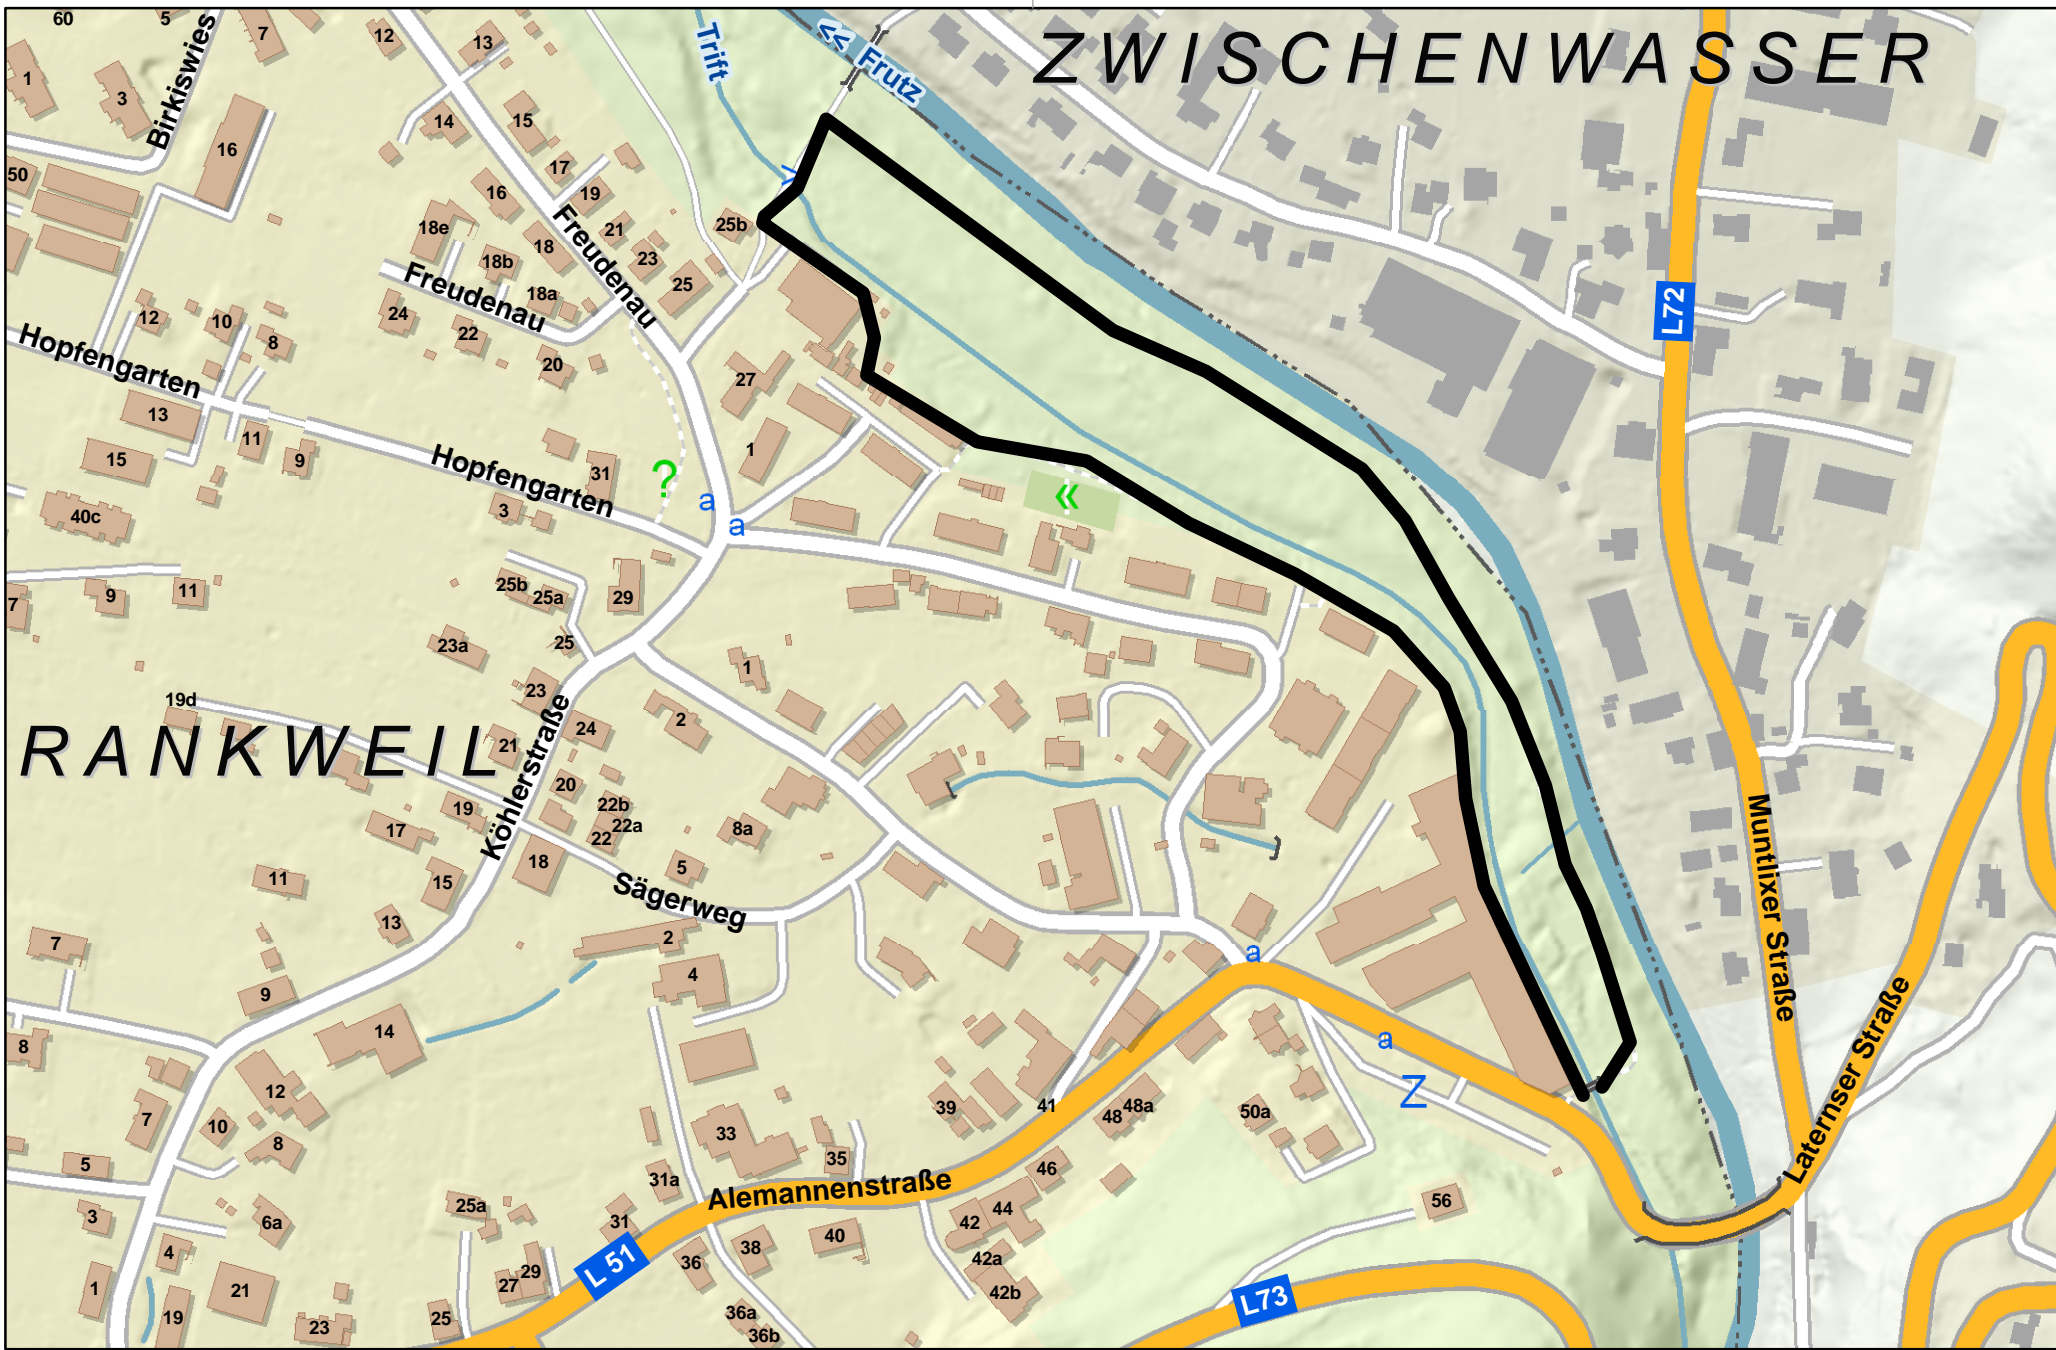 60
5
7
12
13
Birkiswies
Trift
<< Frutz
ZWISCHENWASSER
1
3
14
15
16
17
50
16
19
18e
18
21
25b
18b
23
Freudenau
25
Freudenau
18a
24
22
20
12
10
8
L72
Hopfengarten
27
13
11
15
9
Hopfengarten
31
?
1
a
«
a
3
40c
25b
25a
29
7
9
11
23a
25
1
23
19d
2
24
21
RANKWEIL
Köhlerstraße
20
22b
22a
22
19
17
8a
18
5
11
15
Sägerweg
Muntlixer Straße
13
2
7
4
9
a
14
a
8
12
Z
Laternser Straße
39
41
48
48a
50a
7
10
8
33
35
46
5
31a
Alemannenstraße
56
3
25a
6a
31
44
42
40
38
4
36
42a
L 51
29
27
42b
L73
1
21
19
23
25
36a
36b